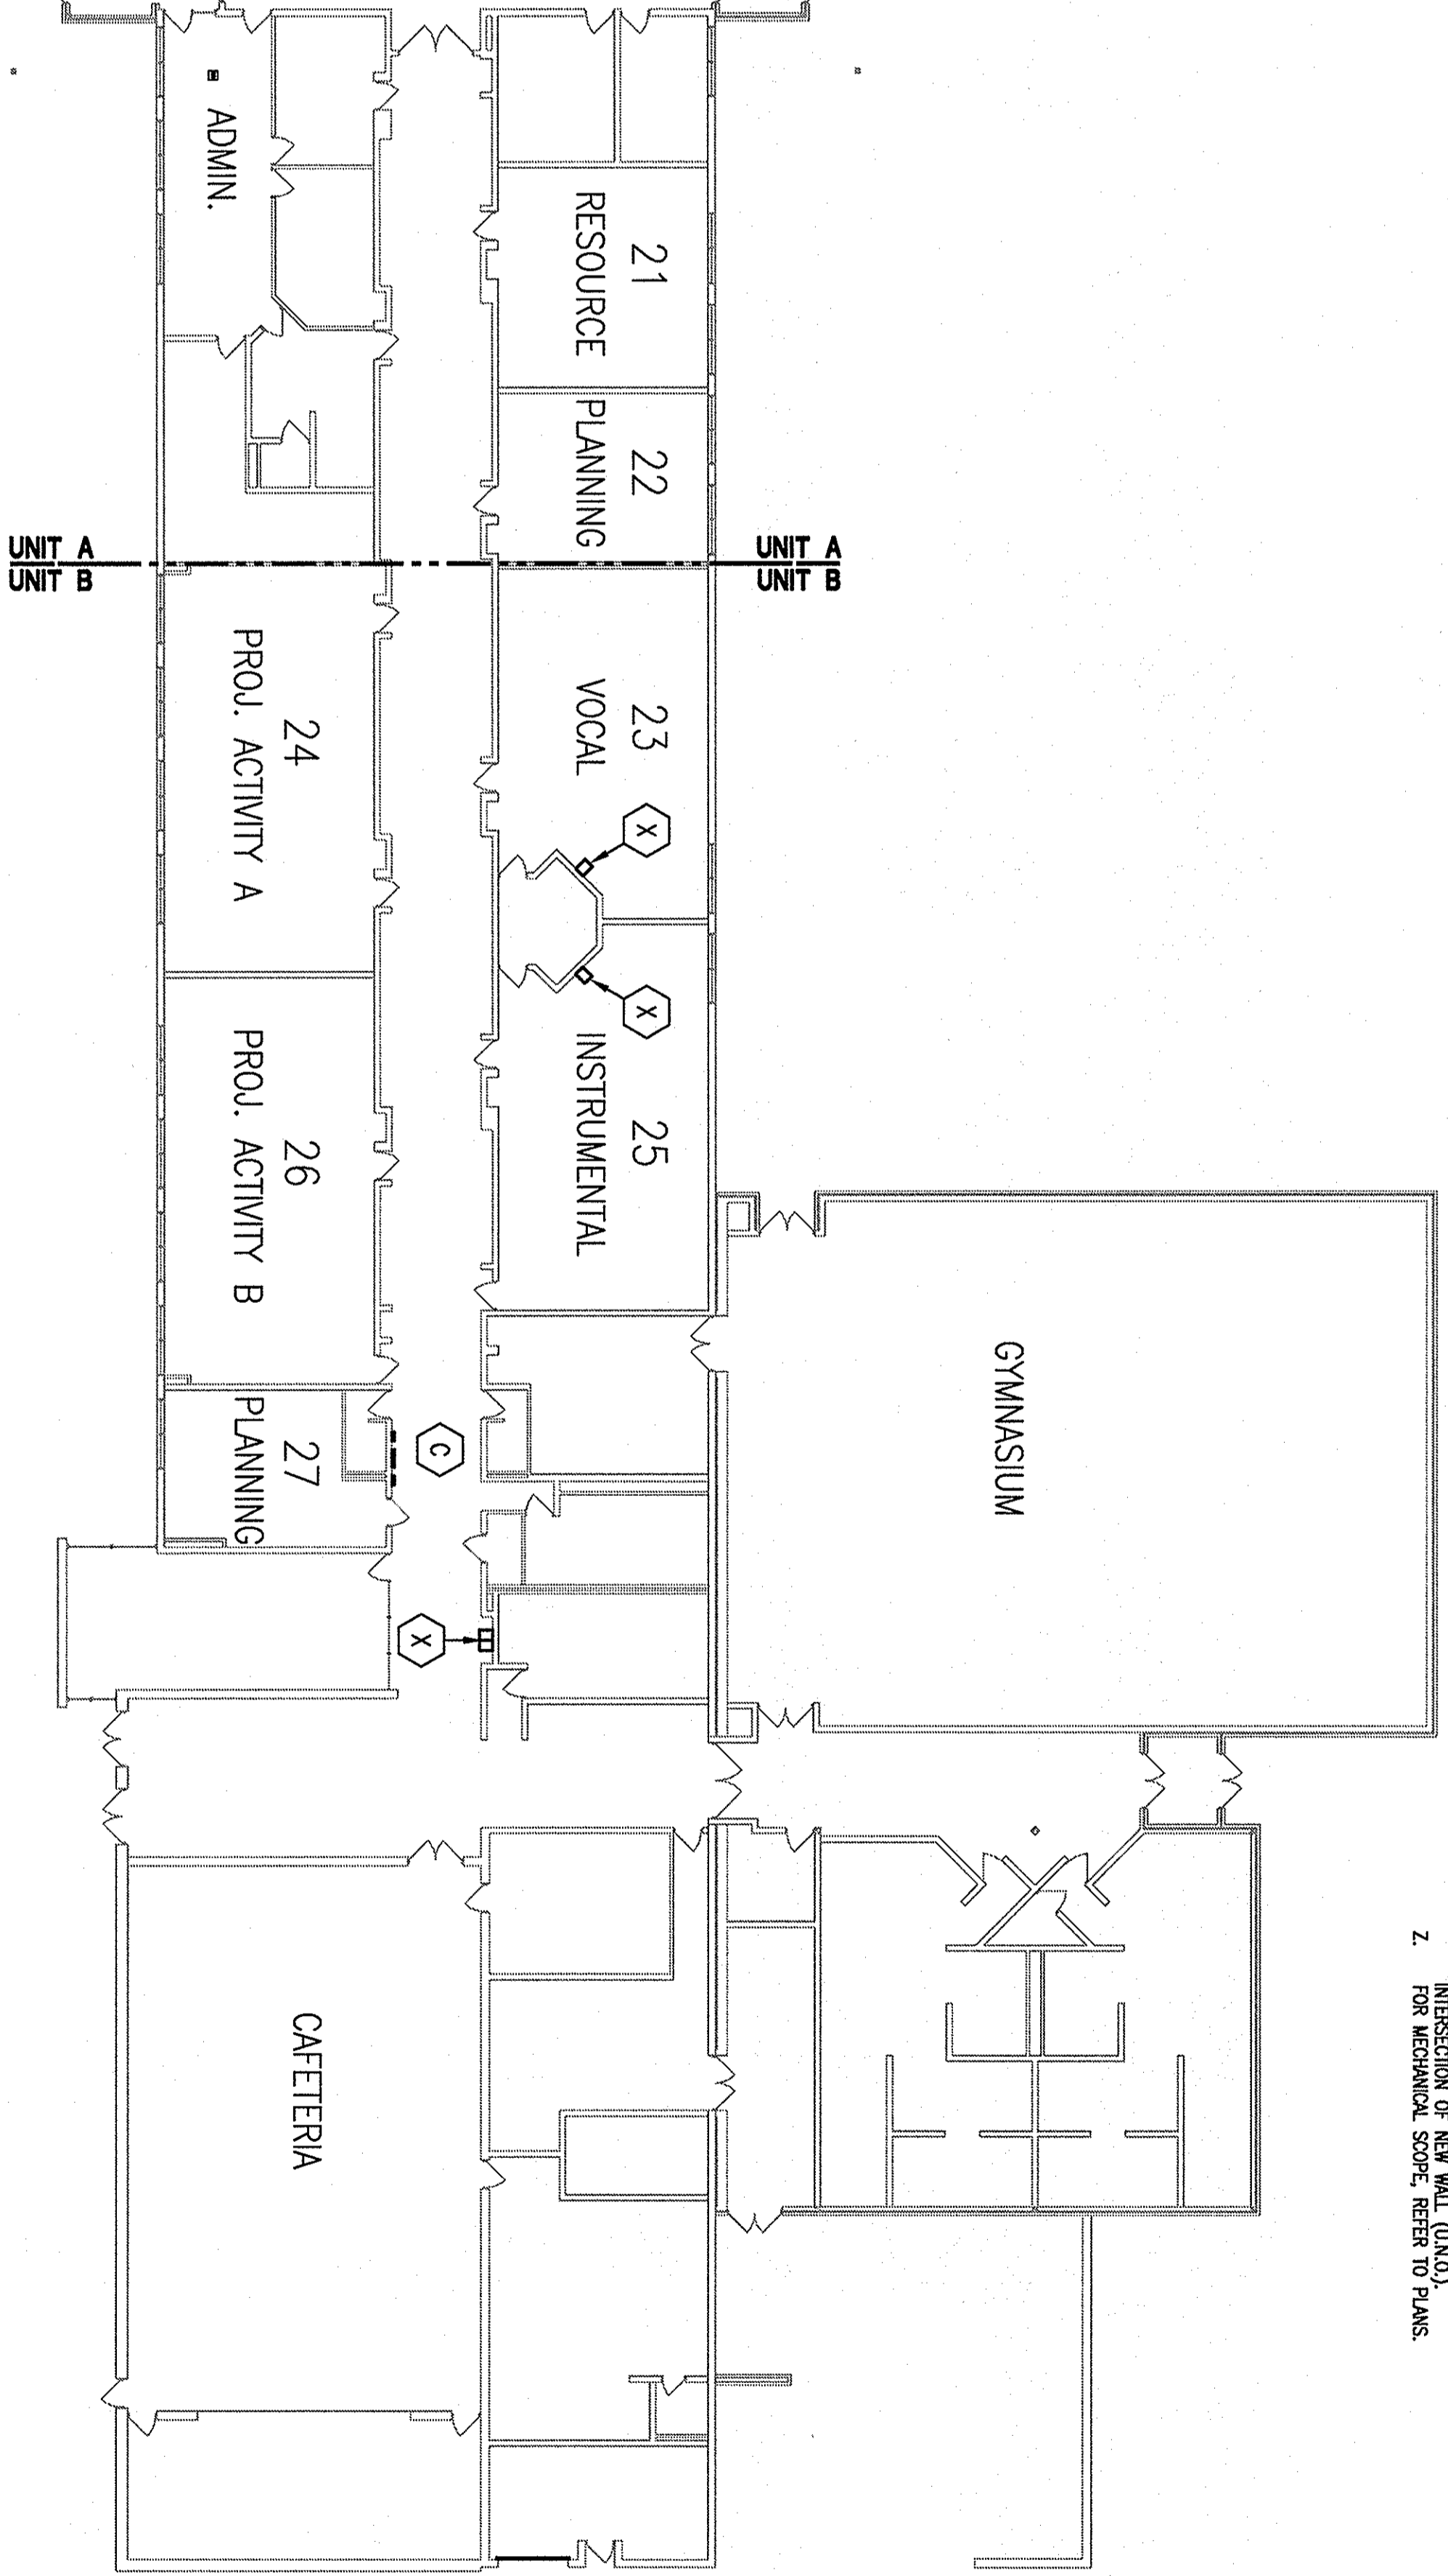 INTERSECTION OF NEW WALL (U.N.O.).
Z. FOR MECHANICAL SCOPE, REFER TO PLANS.
ADMIN.
21
RESOURCE
22
PLANNING
UNIT A
UNIT B
UNIT A
UNIT B
23
VOCAL
X
X
25
INSTRUMENTAL
24
PROJ. ACTIVITY A
26
PROJ. ACTIVITY B
27
PLANNING
C
X
GYMNASIUM
CAFETERIA